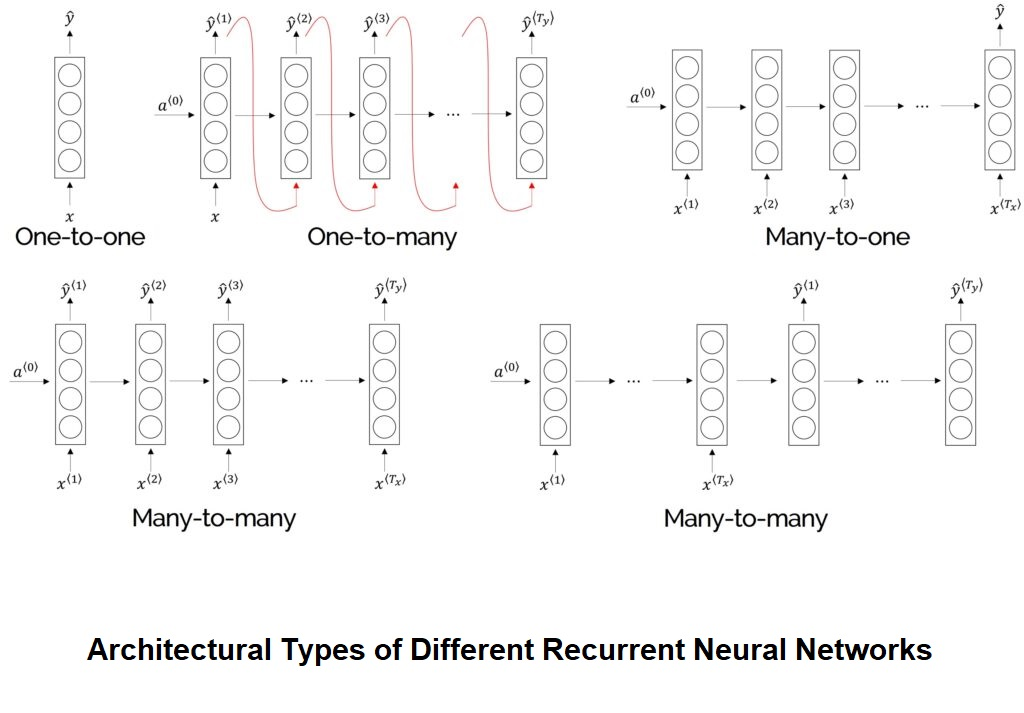 ŷ
x
One-to-one
ŷ⟨1⟩ ŷ⟨2⟩ ŷ⟨3⟩ ŷ⟨Ty⟩
a⟨0⟩ ...
x
One-to-many
ŷ
a⟨0⟩ ...
x⟨1⟩ x⟨2⟩ x⟨3⟩ x⟨Tx⟩
Many-to-one
ŷ⟨1⟩ ŷ⟨2⟩ ŷ⟨3⟩ ŷ⟨Ty⟩
a⟨0⟩ ...
x⟨1⟩ x⟨2⟩ x⟨3⟩ x⟨Tx⟩
Many-to-many
ŷ⟨1⟩ ŷ⟨Ty⟩
a⟨0⟩ ... ...
x⟨1⟩ x⟨Tx⟩
Many-to-many
Architectural Types of Different Recurrent Neural Networks